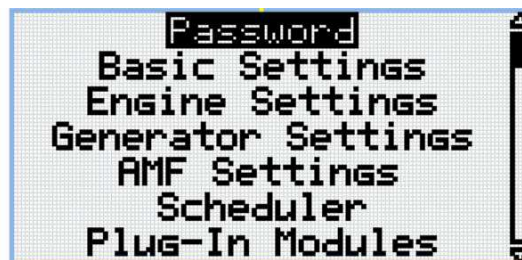 Password
Basic Settings
Engine Settings
Generator Settings
AMF Settings
Scheduler
Plug-In Modules